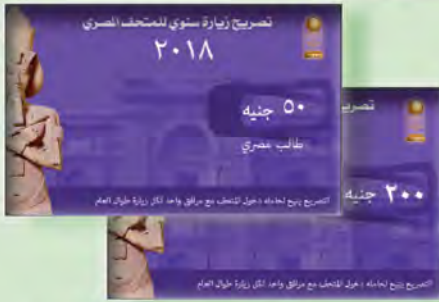 تصريح زيارة سنوي للمتحف المصري
٢٠١٨
٥٠ جنيه
طالب مصري
التصريح يتيح لحامله دخول المتحف مع مرافق واحد لكل زيارة طوال العام
تصريح
٢٠٠ جنيه
التصريح يتيح لحامله دخول المتحف مع مرافق واحد لكل زيارة طوال العام